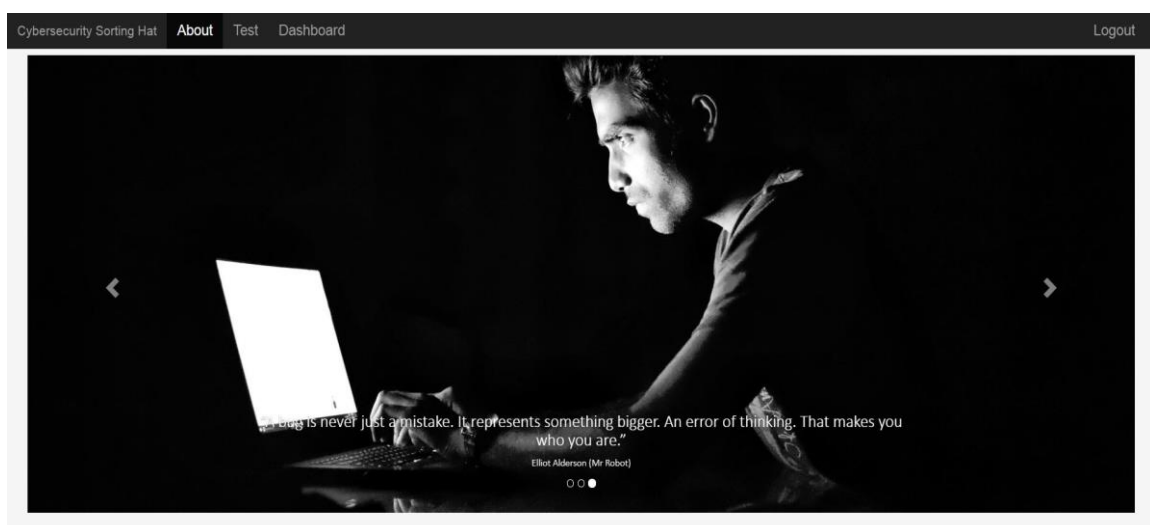 Cybersecurity Sorting Hat About Test Dashboard Logout
bug is never just a mistake. It represents something bigger. An error of thinking. That makes you
who you are.”
Elliot Alderson (Mr Robot)